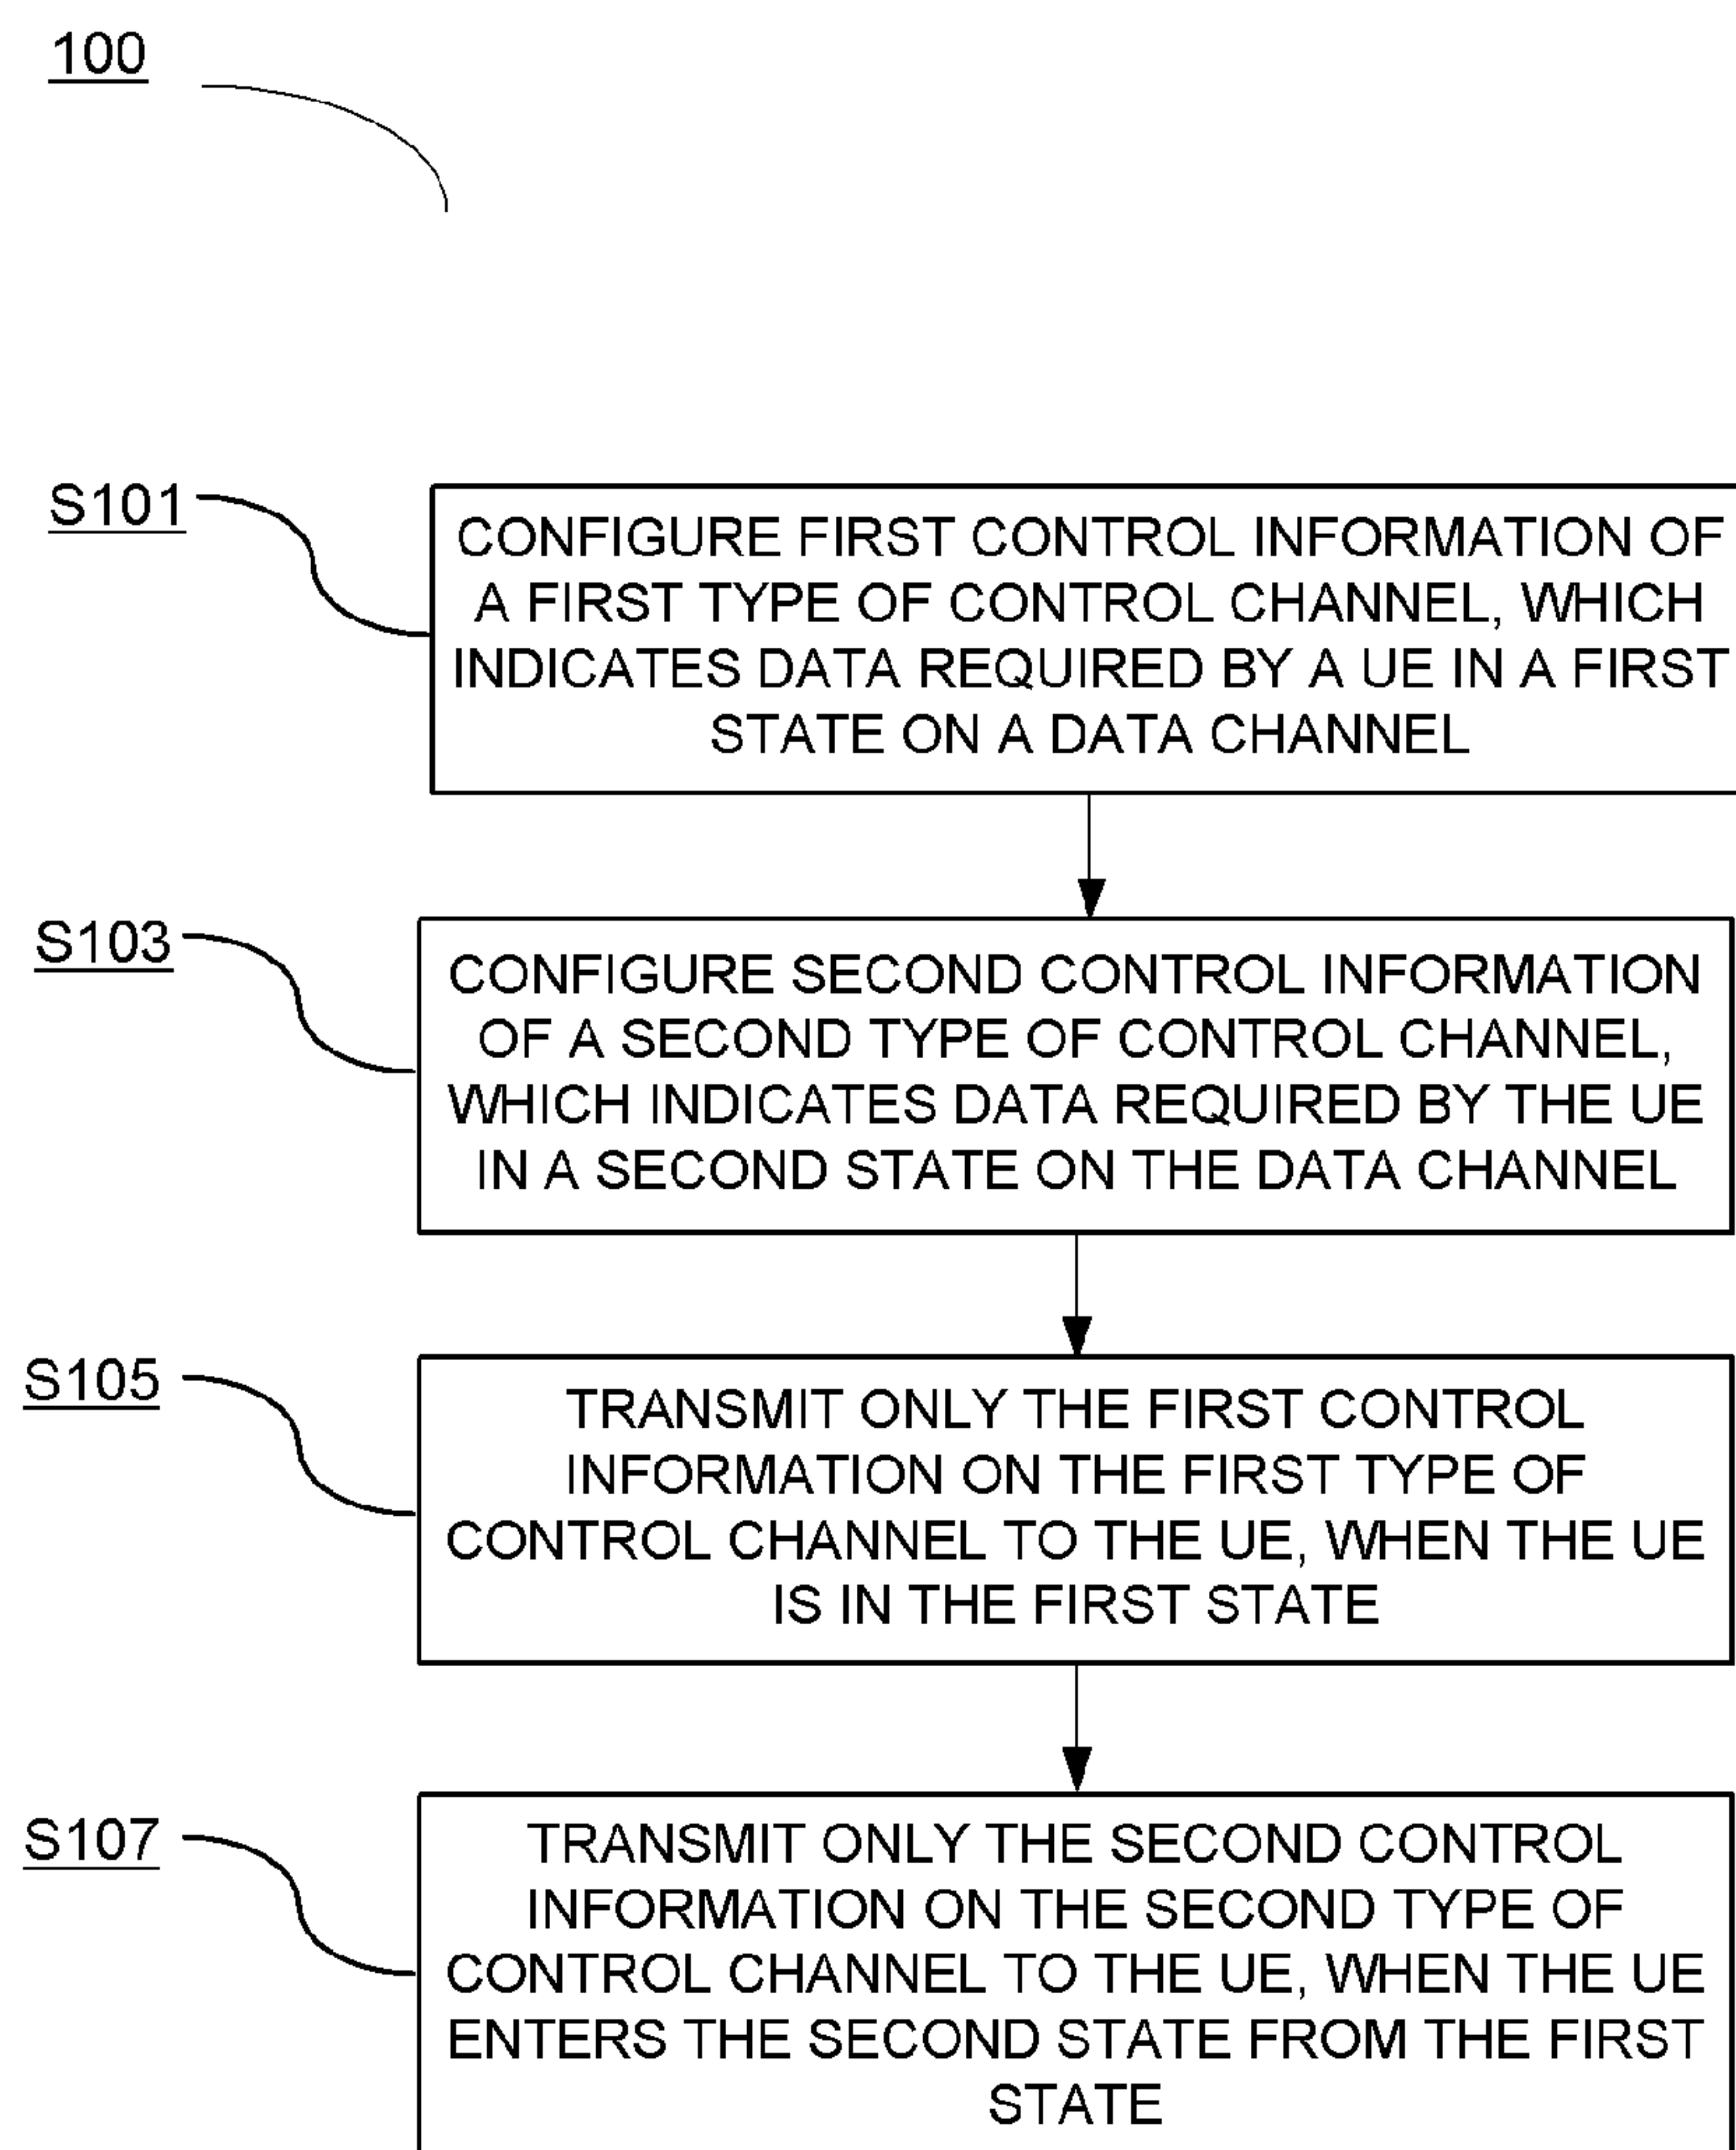 100
S101
CONFIGURE FIRST CONTROL INFORMATION OF
A FIRST TYPE OF CONTROL CHANNEL, WHICH
INDICATES DATA REQUIRED BY A UE IN A FIRST
STATE ON A DATA CHANNEL
S103
CONFIGURE SECOND CONTROL INFORMATION
OF A SECOND TYPE OF CONTROL CHANNEL,
WHICH INDICATES DATA REQUIRED BY THE UE
IN A SECOND STATE ON THE DATA CHANNEL
S105
TRANSMIT ONLY THE FIRST CONTROL
INFORMATION ON THE FIRST TYPE OF
CONTROL CHANNEL TO THE UE, WHEN THE UE
IS IN THE FIRST STATE
S107
TRANSMIT ONLY THE SECOND CONTROL
INFORMATION ON THE SECOND TYPE OF
CONTROL CHANNEL TO THE UE, WHEN THE UE
ENTERS THE SECOND STATE FROM THE FIRST
STATE